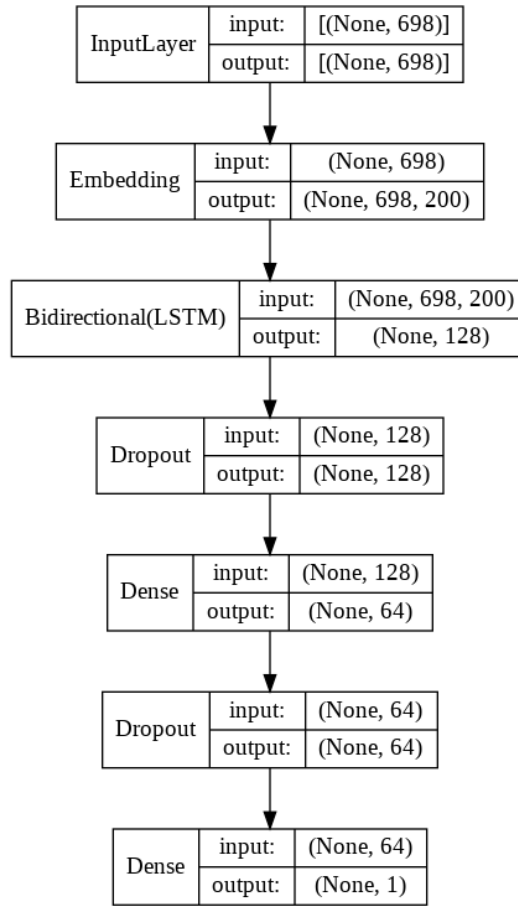 InputLayer
input: [(None, 698)]
output: [(None, 698)]
Embedding
input: (None, 698)
output: (None, 698, 200)
Bidirectional(LSTM)
input: (None, 698, 200)
output: (None, 128)
Dropout
input: (None, 128)
output: (None, 128)
Dense
input: (None, 128)
output: (None, 64)
Dropout
input: (None, 64)
output: (None, 64)
Dense
input: (None, 64)
output: (None, 1)